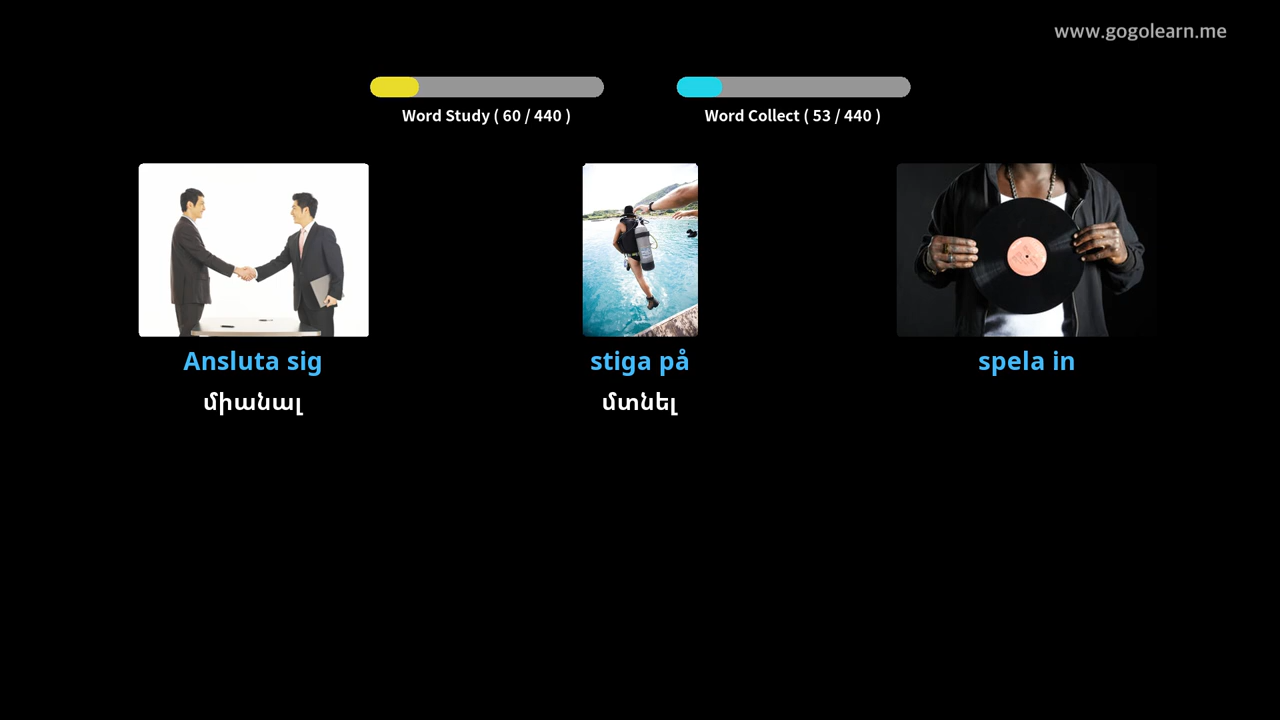 www.gogolearn.me
Word Study ( 60 / 440 )
Word Collect ( 53 / 440 )
Ansluta sig
stiga på
spela in
միանալ
մտնել